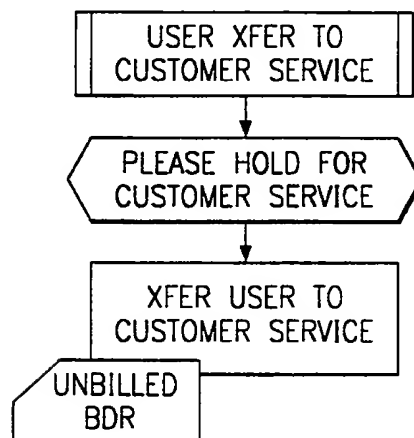 USER XFER TO
CUSTOMER SERVICE
PLEASE HOLD FOR
CUSTOMER SERVICE
XFER USER TO
CUSTOMER SERVICE
UNBILLED
BDR